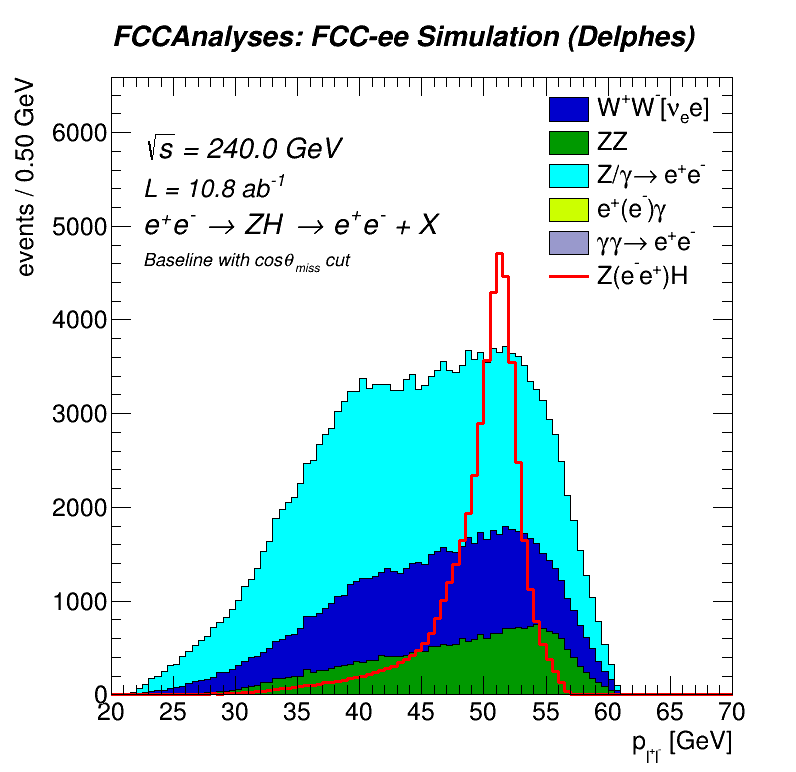 FCCAnalyses: FCC-ee Simulation (Delphes)
events / 0.50 GeV
√s = 240.0 GeV
L = 10.8 ab⁻¹
e⁺e⁻ → ZH → e⁺e⁻ + X
Baseline with cosθ_miss cut
W⁺W⁻[νₑe]
ZZ
Z/γ→ e⁺e⁻
e⁺(e⁻)γ
γγ→ e⁺e⁻
Z(e⁻e⁺)H
6000
5000
4000
3000
2000
1000
0
20 25 30 35 40 45 50 55 60 65 70
p_l⁺l⁻ [GeV]